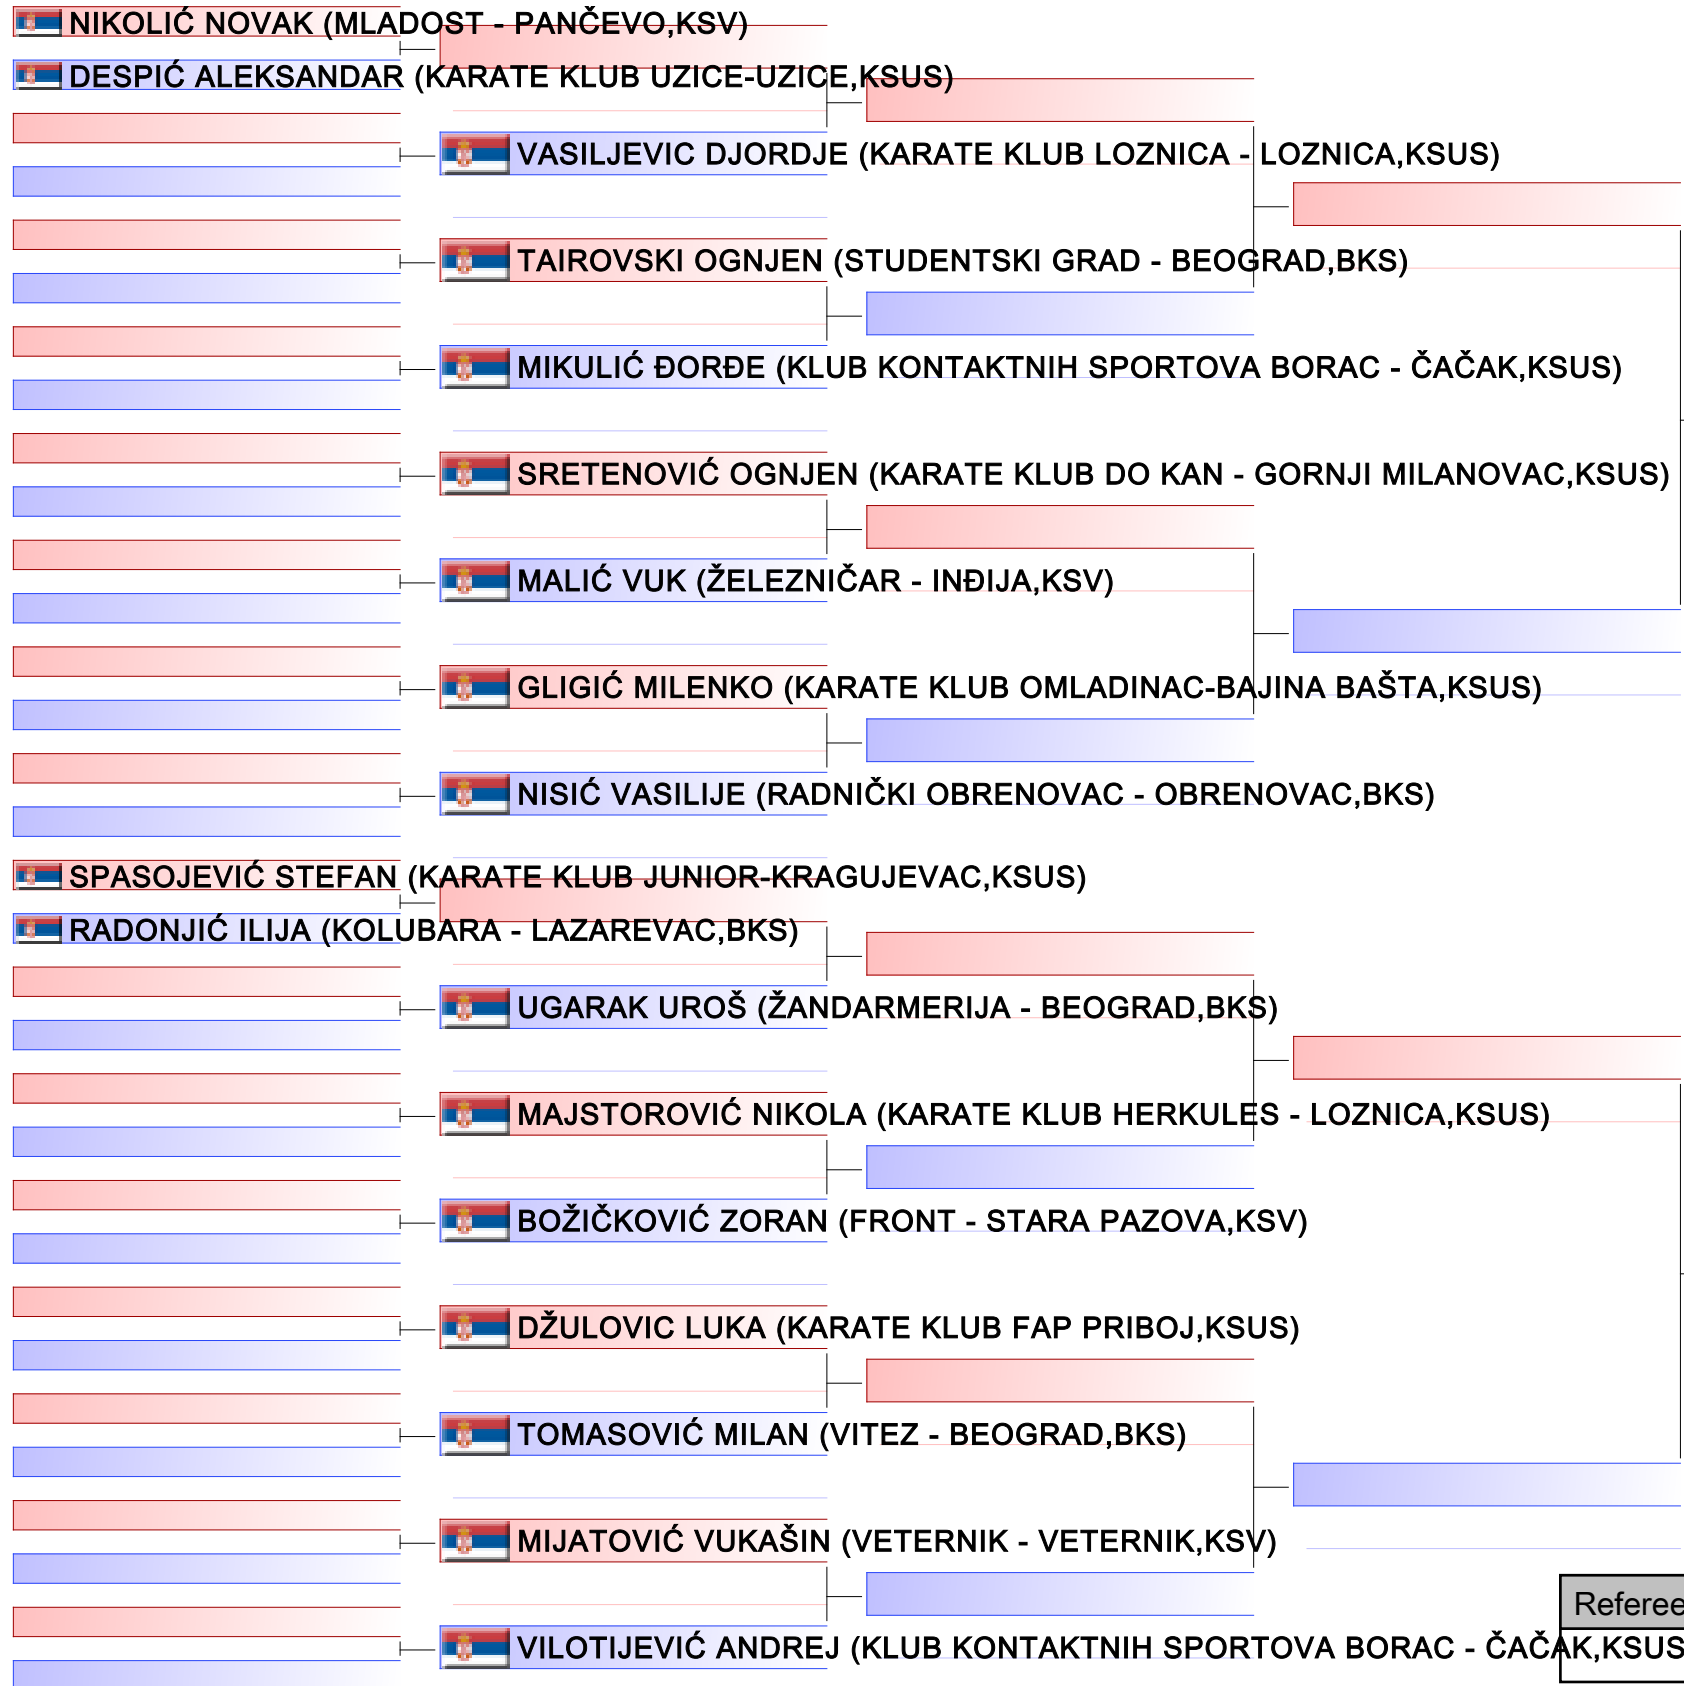 NIKOLIĆ NOVAK (MLADOST - PANČEVO,KSV)
DESPIĆ ALEKSANDAR (KARATE KLUB UZICE-UZICE,KSUS)
VASILJEVIC DJORDJE (KARATE KLUB LOZNICA - LOZNICA,KSUS)
TAIROVSKI OGNJEN (STUDENTSKI GRAD - BEOGRAD,BKS)
MIKULIĆ ĐORĐE (KLUB KONTAKTNIH SPORTOVA BORAC - ČAČAK,KSUS)
SRETENOVIĆ OGNJEN (KARATE KLUB DO KAN - GORNJI MILANOVAC,KSUS)
MALIĆ VUK (ŽELEZNIČAR - INĐIJA,KSV)
GLIGIĆ MILENKO (KARATE KLUB OMLADINAC-BAJINA BAŠTA,KSUS)
NISIĆ VASILIJE (RADNIČKI OBRENOVAC - OBRENOVAC,BKS)
SPASOJEVIĆ STEFAN (KARATE KLUB JUNIOR-KRAGUJEVAC,KSUS)
RADONJIĆ ILIJA (KOLUBARA - LAZAREVAC,BKS)
UGARAK UROŠ (ŽANDARMERIJA - BEOGRAD,BKS)
MAJSTOROVIĆ NIKOLA (KARATE KLUB HERKULES - LOZNICA,KSUS)
BOŽIČKOVIĆ ZORAN (FRONT - STARA PAZOVA,KSV)
DŽULOVIC LUKA (KARATE KLUB FAP PRIBOJ,KSUS)
TOMASOVIĆ MILAN (VITEZ - BEOGRAD,BKS)
MIJATOVIĆ VUKAŠIN (VETERNIK - VETERNIK,KSV)
Referee
VILOTIJEVIĆ ANDREJ (KLUB KONTAKTNIH SPORTOVA BORAC - ČAČAK,KSUS